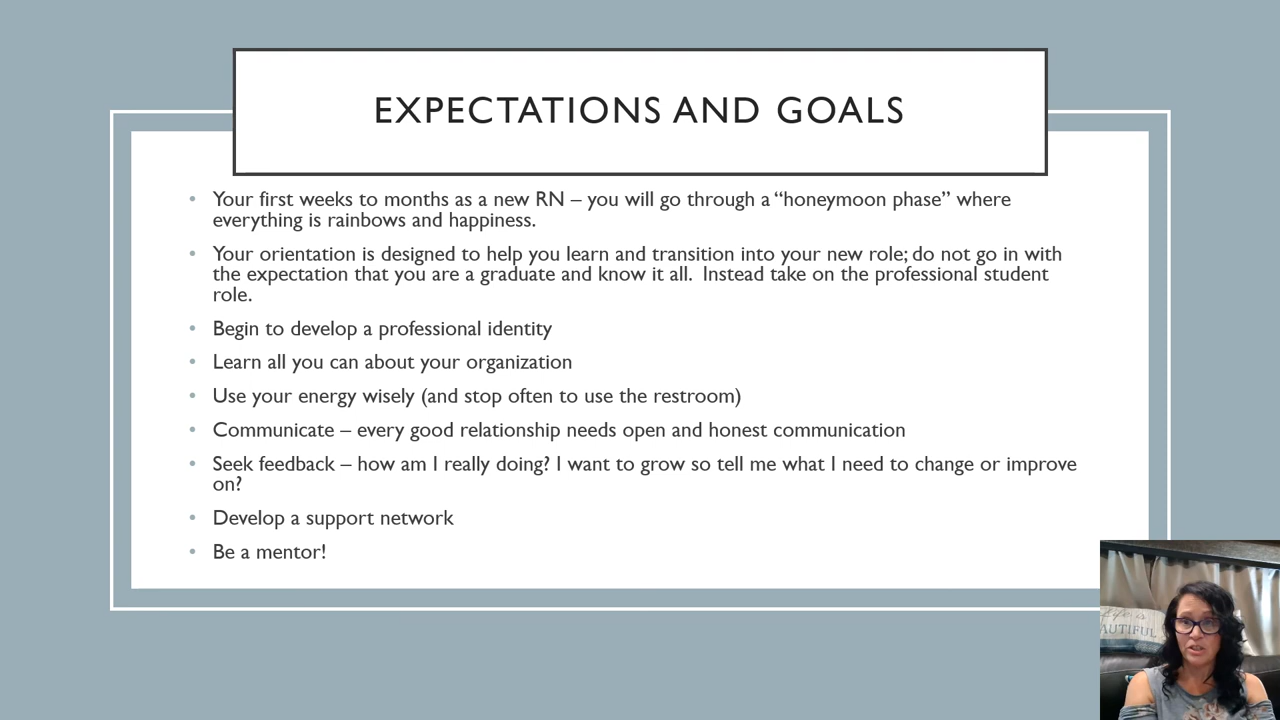 EXPECTATIONS AND GOALS
• Your first weeks to months as a new RN – you will go through a “honeymoon phase” where
everything is rainbows and happiness.
• Your orientation is designed to help you learn and transition into your new role; do not go in with
the expectation that you are a graduate and know it all.  Instead take on the professional student
role.
• Begin to develop a professional identity
• Learn all you can about your organization
• Use your energy wisely (and stop often to use the restroom)
• Communicate – every good relationship needs open and honest communication
• Seek feedback – how am I really doing? I want to grow so tell me what I need to change or improve
on?
• Develop a support network
• Be a mentor!
Life is
AUTIFUL